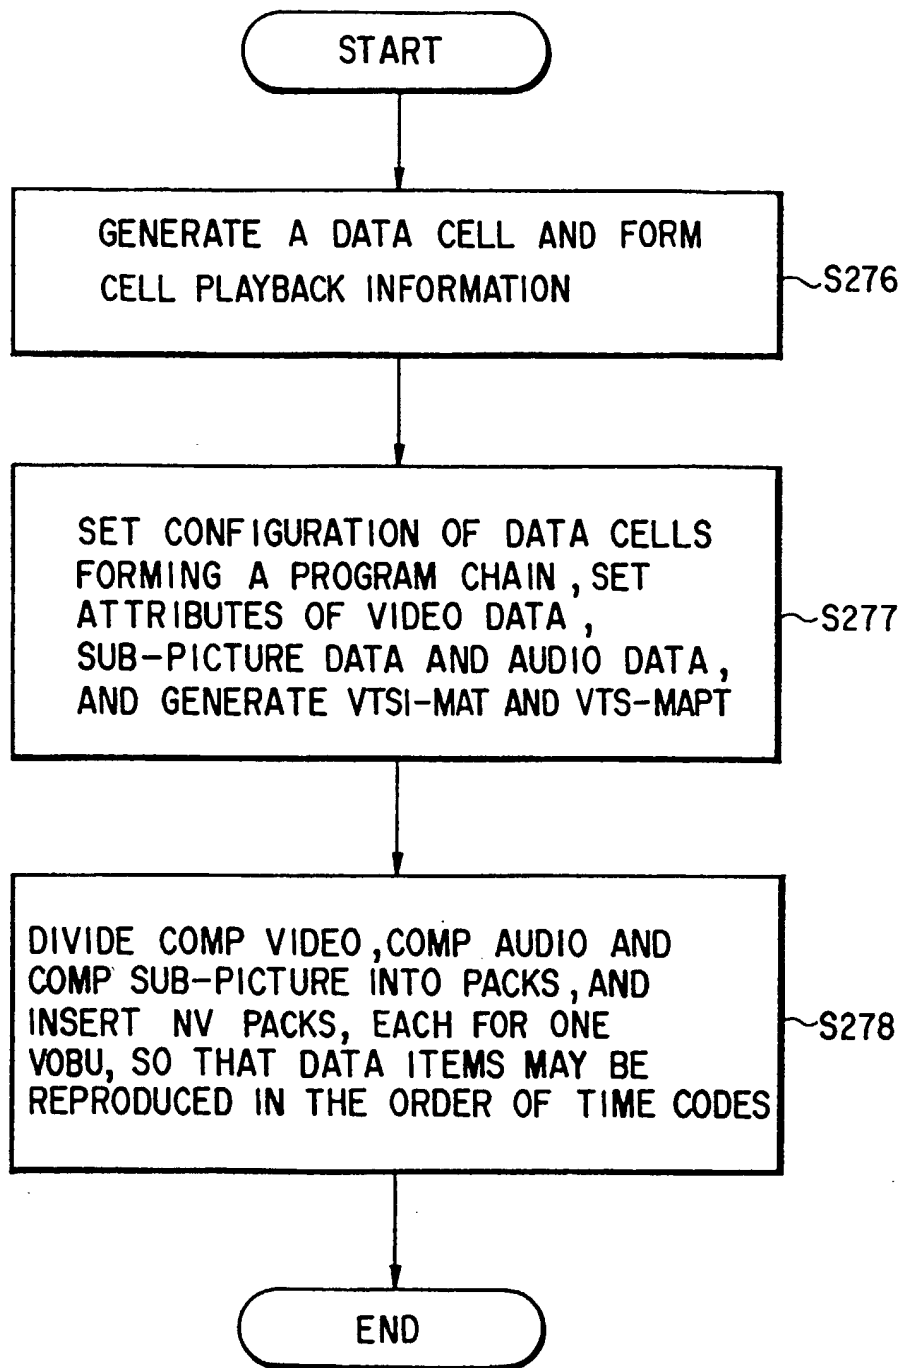 START
GENERATE A DATA CELL AND FORM
CELL PLAYBACK INFORMATION
S276
SET CONFIGURATION OF DATA CELLS
FORMING A PROGRAM CHAIN, SET
ATTRIBUTES OF VIDEO DATA,
SUB-PICTURE DATA AND AUDIO DATA,
AND GENERATE VTSI-MAT AND VTS-MAPT
S277
DIVIDE COMP VIDEO, COMP AUDIO AND
COMP SUB-PICTURE INTO PACKS, AND
INSERT NV PACKS, EACH FOR ONE
VOBU, SO THAT DATA ITEMS MAY BE
REPRODUCED IN THE ORDER OF TIME CODES
S278
END